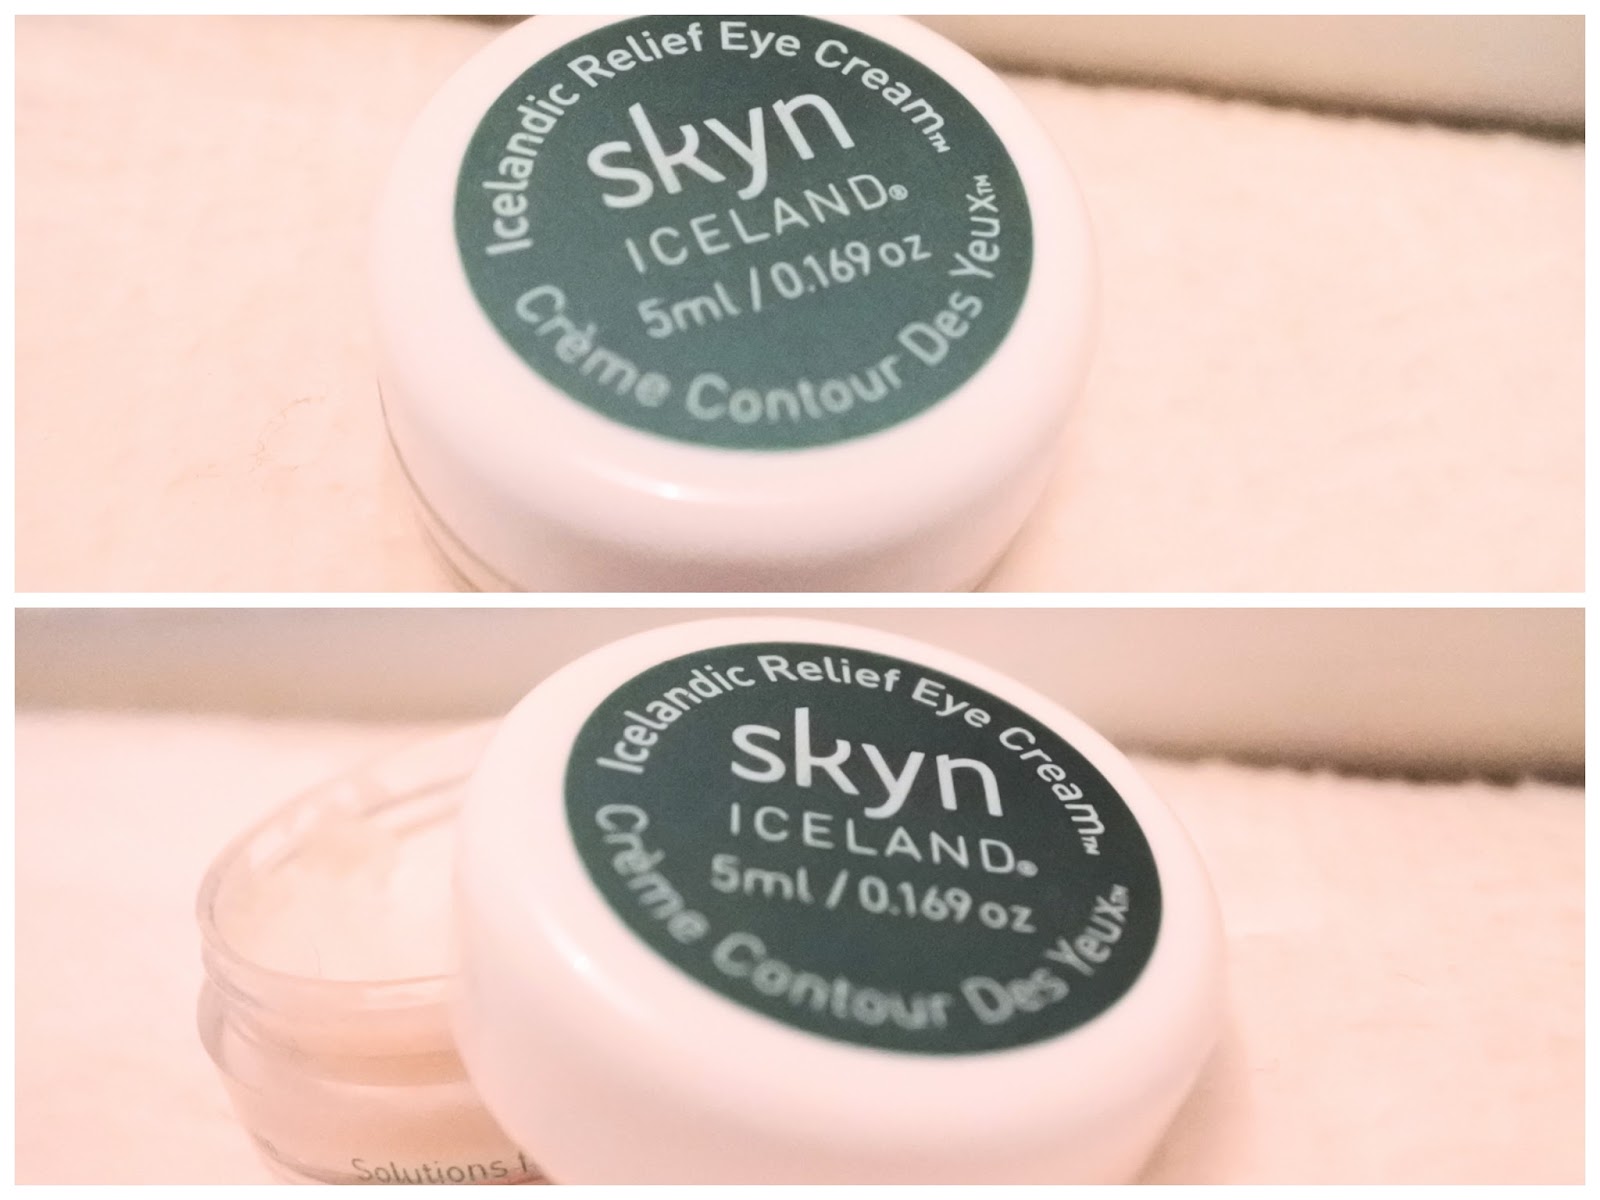 Icelandic Relief Eye Cream™
skyn
ICELAND®
5ml / 0.169 oz
Crème Contour Des Yeux™
Icelandic Relief Eye Cream™
skyn
ICELAND®
5ml / 0.169 oz
Crème Contour Des Yeux™
Solutions